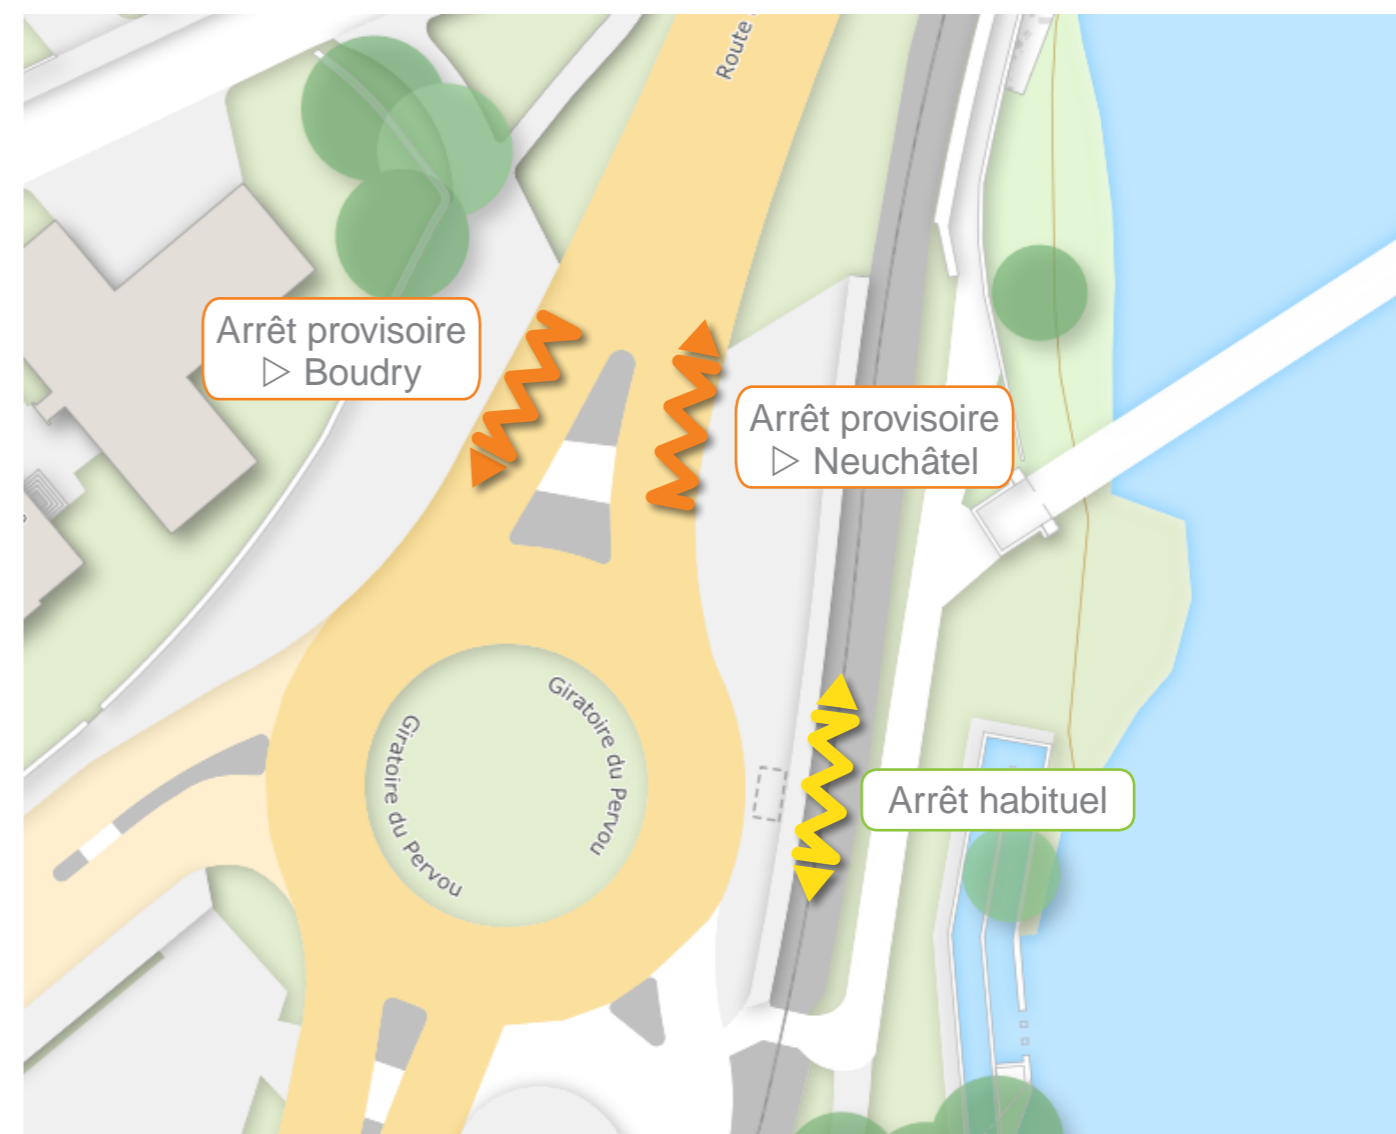 Route
Arrêt provisoire
▷ Boudry
Arrêt provisoire
▷ Neuchâtel
Giratoire du Pervou
Giratoire du Pervou
Arrêt habituel